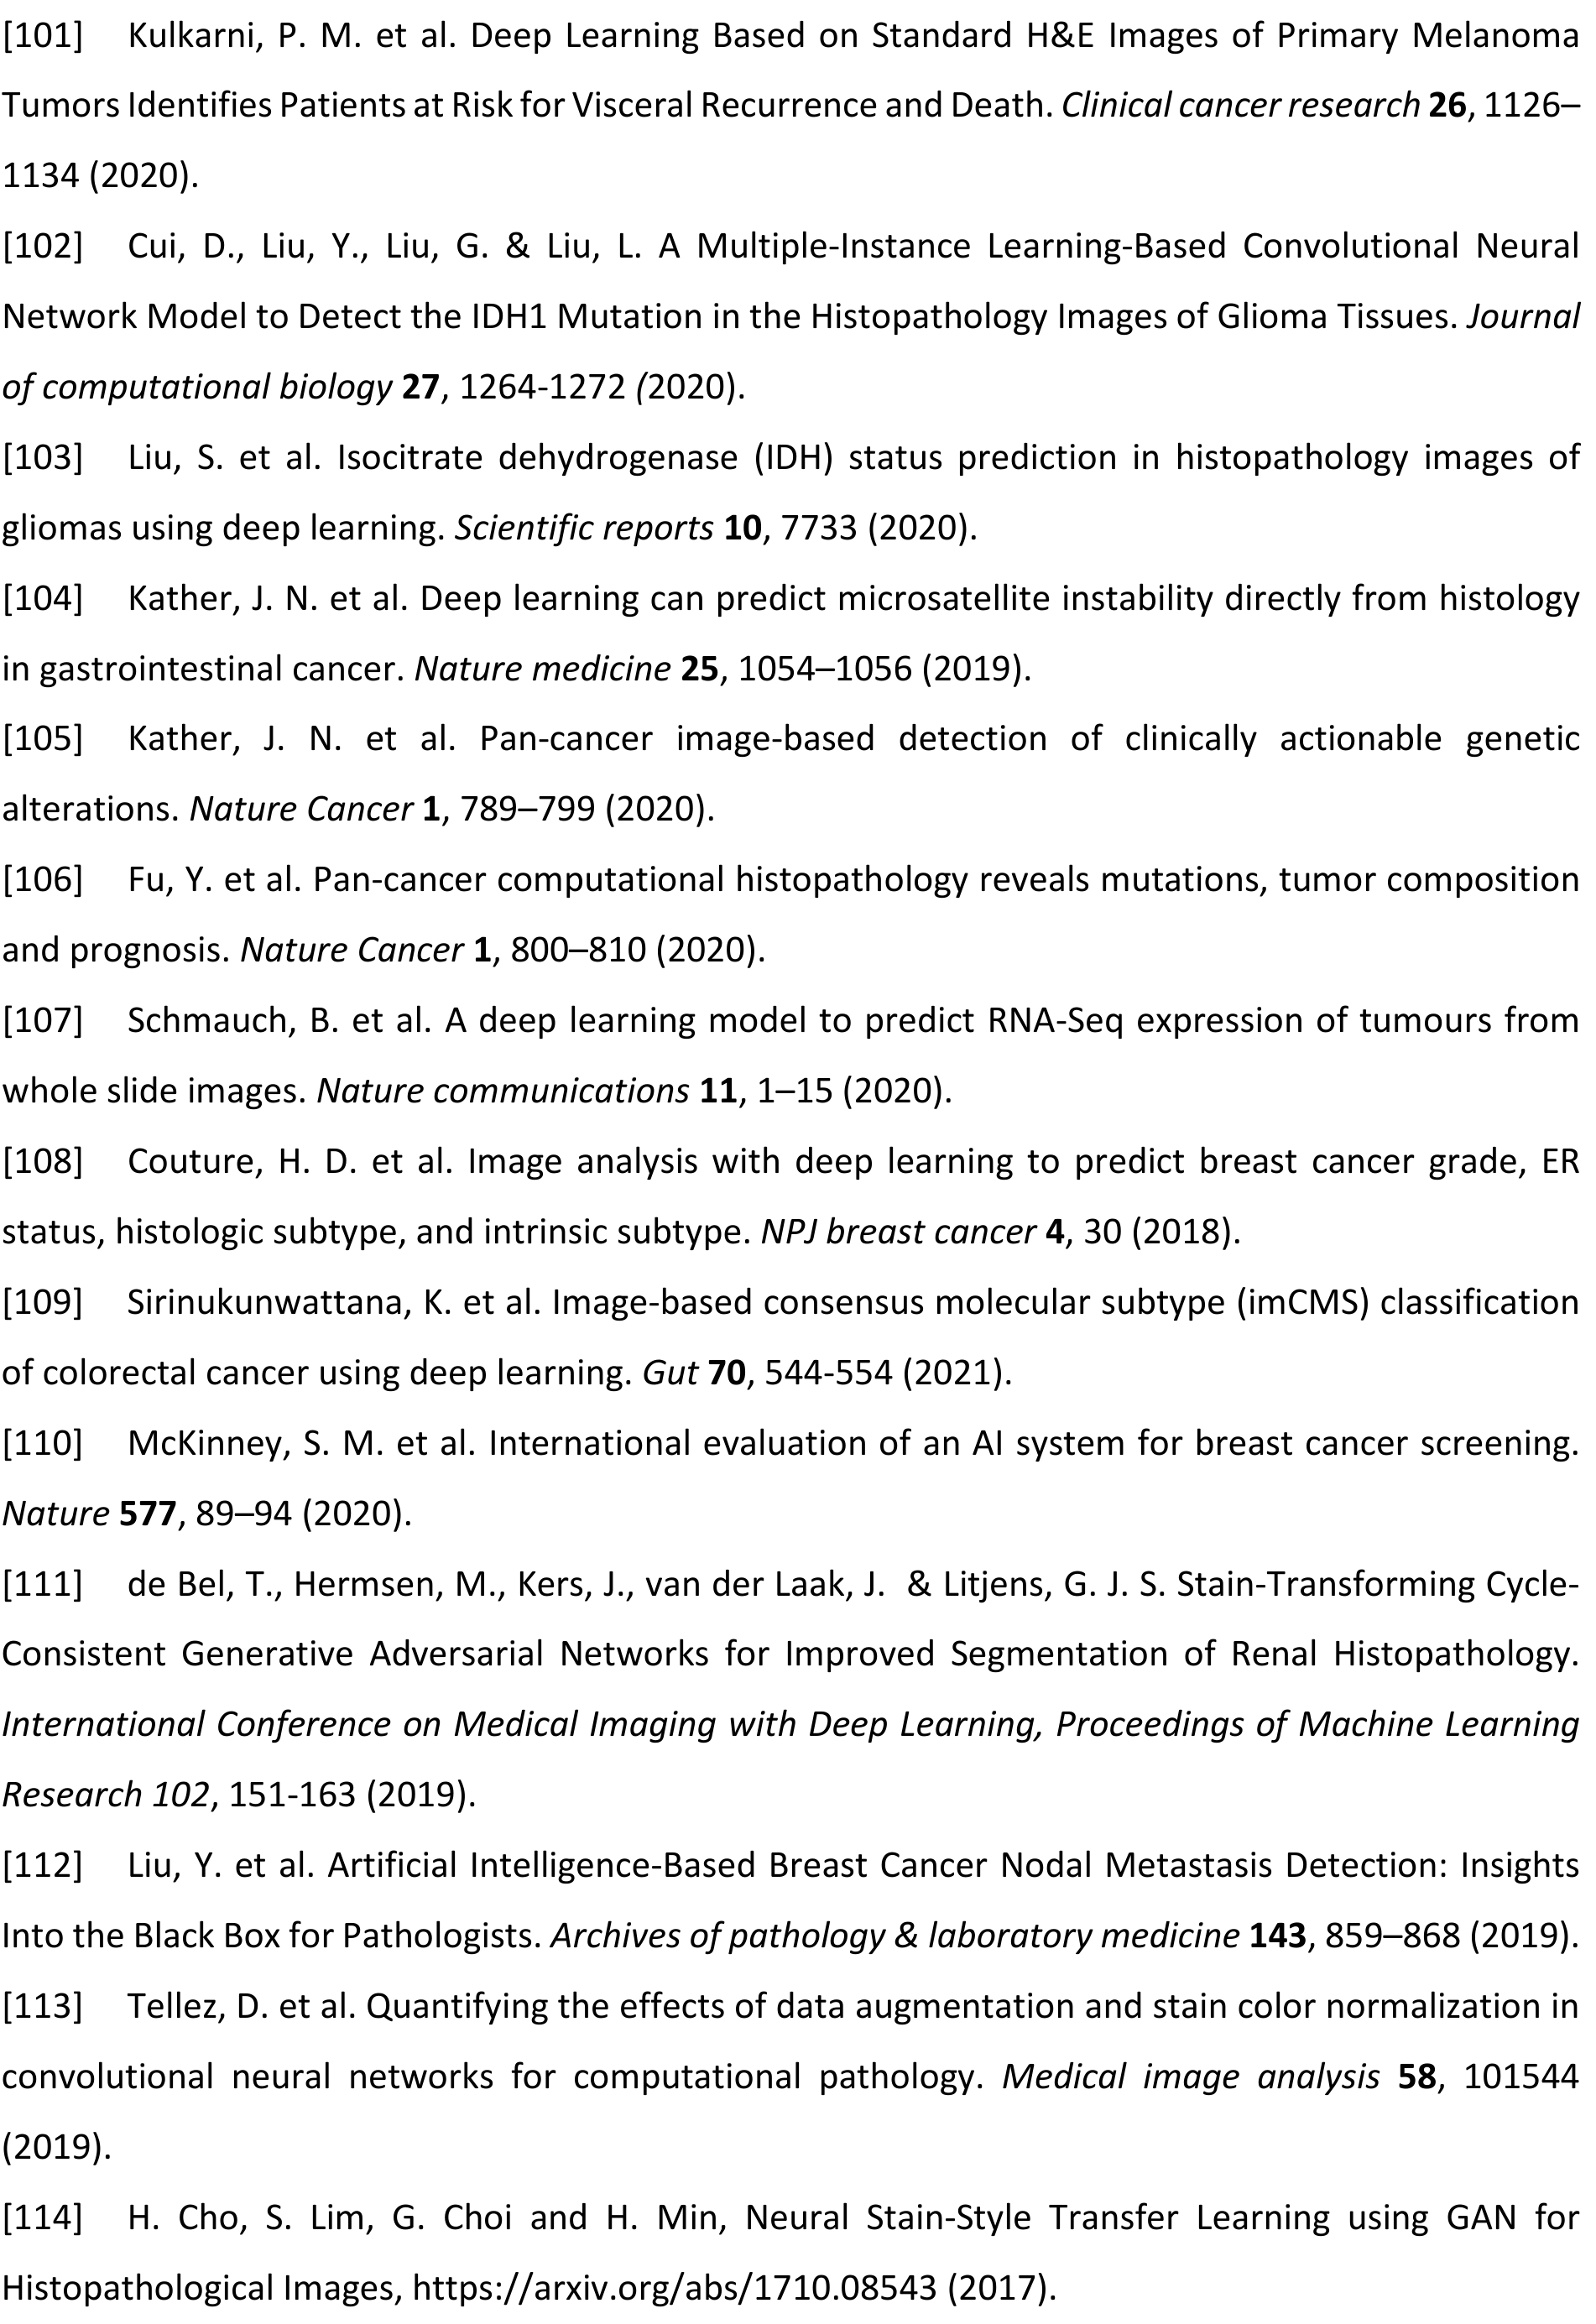 [101] Kulkarni, P. M. et al. Deep Learning Based on Standard H&E Images of Primary Melanoma
Tumors Identifies Patients at Risk for Visceral Recurrence and Death. Clinical cancer research 26, 1126–
1134 (2020).
[102] Cui, D., Liu, Y., Liu, G. & Liu, L. A Multiple-Instance Learning-Based Convolutional Neural
Network Model to Detect the IDH1 Mutation in the Histopathology Images of Glioma Tissues. Journal
of computational biology 27, 1264-1272 (2020).
[103] Liu, S. et al. Isocitrate dehydrogenase (IDH) status prediction in histopathology images of
gliomas using deep learning. Scientific reports 10, 7733 (2020).
[104] Kather, J. N. et al. Deep learning can predict microsatellite instability directly from histology
in gastrointestinal cancer. Nature medicine 25, 1054–1056 (2019).
[105] Kather, J. N. et al. Pan-cancer image-based detection of clinically actionable genetic
alterations. Nature Cancer 1, 789–799 (2020).
[106] Fu, Y. et al. Pan-cancer computational histopathology reveals mutations, tumor composition
and prognosis. Nature Cancer 1, 800–810 (2020).
[107] Schmauch, B. et al. A deep learning model to predict RNA-Seq expression of tumours from
whole slide images. Nature communications 11, 1–15 (2020).
[108] Couture, H. D. et al. Image analysis with deep learning to predict breast cancer grade, ER
status, histologic subtype, and intrinsic subtype. NPJ breast cancer 4, 30 (2018).
[109] Sirinukunwattana, K. et al. Image-based consensus molecular subtype (imCMS) classification
of colorectal cancer using deep learning. Gut 70, 544-554 (2021).
[110] McKinney, S. M. et al. International evaluation of an AI system for breast cancer screening.
Nature 577, 89–94 (2020).
[111] de Bel, T., Hermsen, M., Kers, J., van der Laak, J. & Litjens, G. J. S. Stain-Transforming Cycle-
Consistent Generative Adversarial Networks for Improved Segmentation of Renal Histopathology.
International Conference on Medical Imaging with Deep Learning, Proceedings of Machine Learning
Research 102, 151-163 (2019).
[112] Liu, Y. et al. Artificial Intelligence-Based Breast Cancer Nodal Metastasis Detection: Insights
Into the Black Box for Pathologists. Archives of pathology & laboratory medicine 143, 859–868 (2019).
[113] Tellez, D. et al. Quantifying the effects of data augmentation and stain color normalization in
convolutional neural networks for computational pathology. Medical image analysis 58, 101544
(2019).
[114] H. Cho, S. Lim, G. Choi and H. Min, Neural Stain-Style Transfer Learning using GAN for
Histopathological Images, https://arxiv.org/abs/1710.08543 (2017).